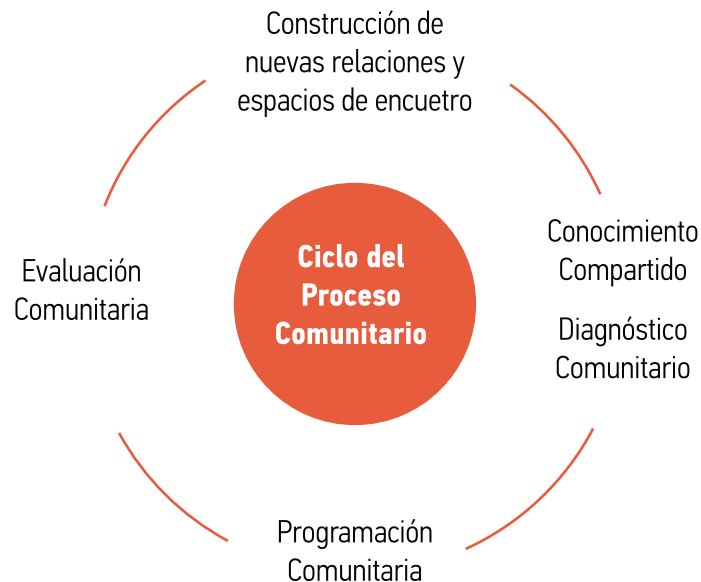 Construcción de
nuevas relaciones y
espacios de encuetro
Conocimiento
Compartido
Diagnóstico
Comunitario
Ciclo del
Proceso
Comunitario
Evaluación
Comunitaria
Programación
Comunitaria